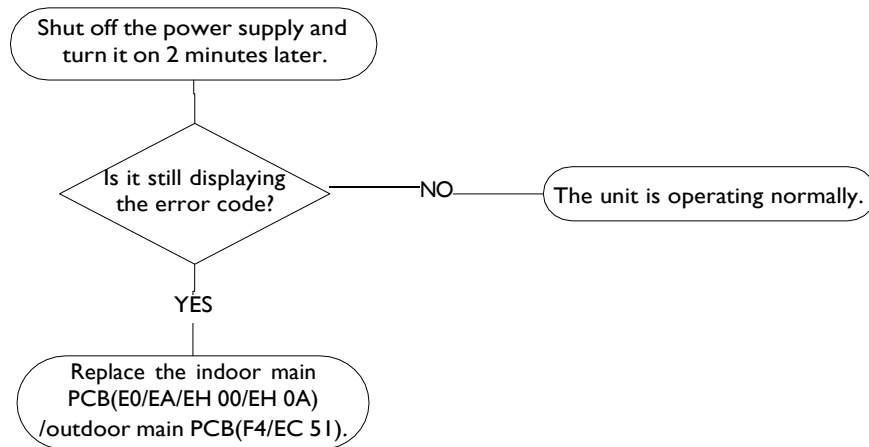 Shut off the power supply and
turn it on 2 minutes later.
Is it still displaying
the error code?
NO
The unit is operating normally.
YES
Replace the indoor main
PCB(E0/EA/EH 00/EH 0A)
/outdoor main PCB(F4/EC 51).